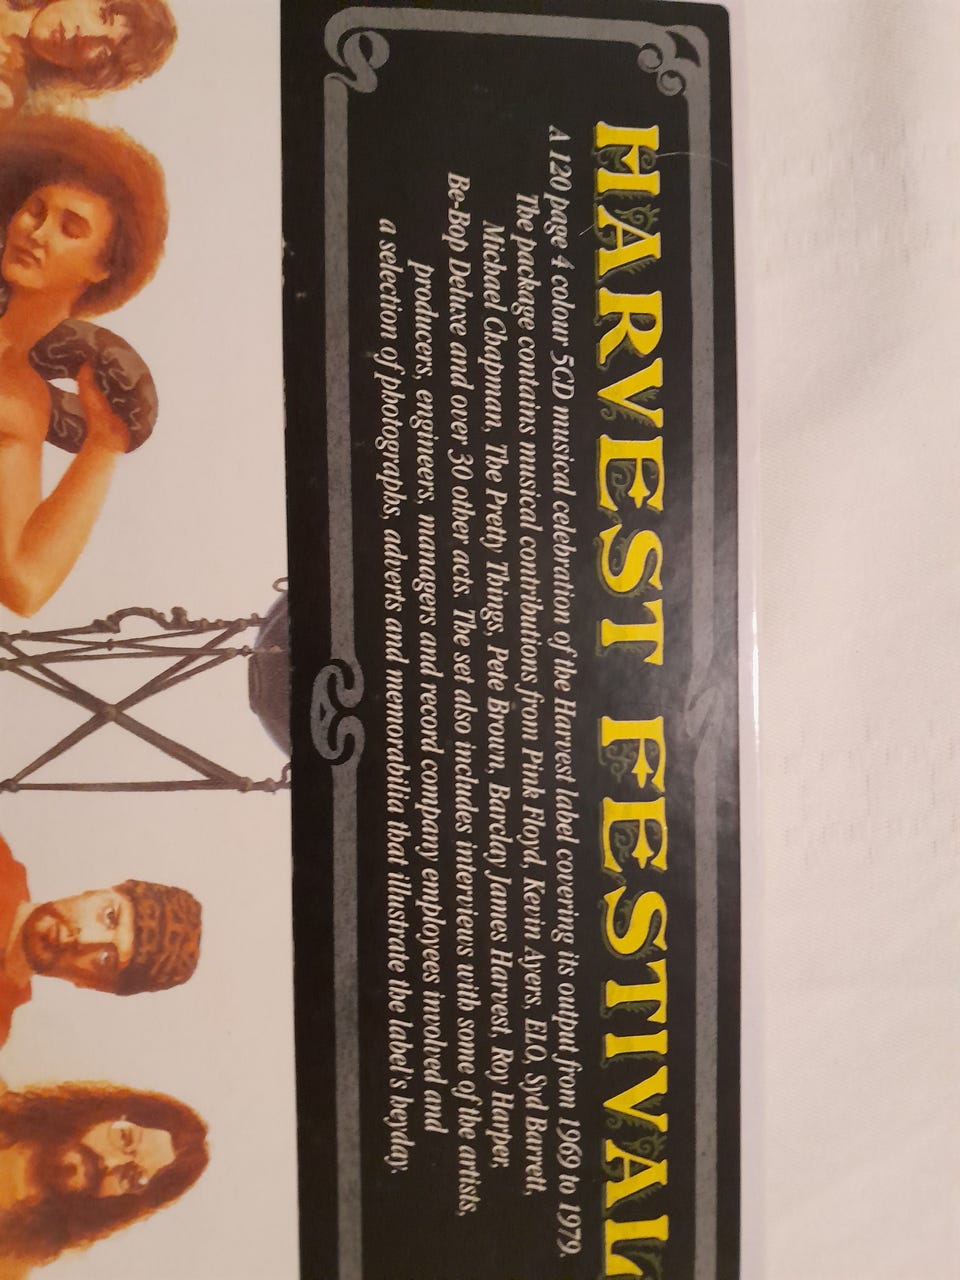 HARVEST FESTIVAL
A 120 page 4 colour 5CD musical celebration of the Harvest label covering its output from 1969 to 1979.
The package contains musical contributions from Pink Floyd, Kevin Ayers, ELO, Syd Barrett,
Michael Chapman, The Pretty Things, Pete Brown, Barclay James Harvest, Roy Harper,
Be-Bop Deluxe and over 30 other acts. The set also includes interviews with some of the artists,
producers, engineers, managers and record company employees involved and
a selection of photographs, adverts and memorabilia that illustrate the label's heyday.